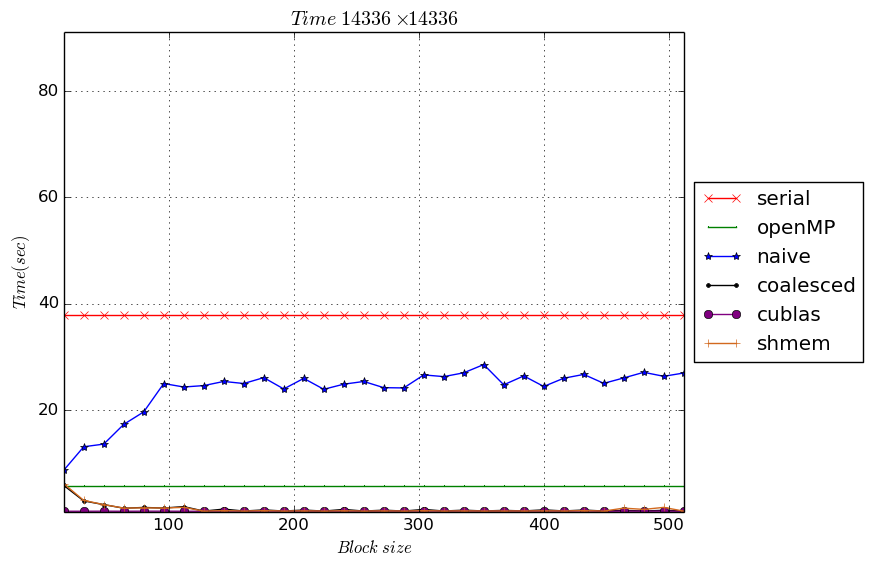 Time 14336 ×14336
80
60
40
20
100
200
300
400
500
Time(sec)
Block size
serial
openMP
naive
coalesced
cublas
shmem